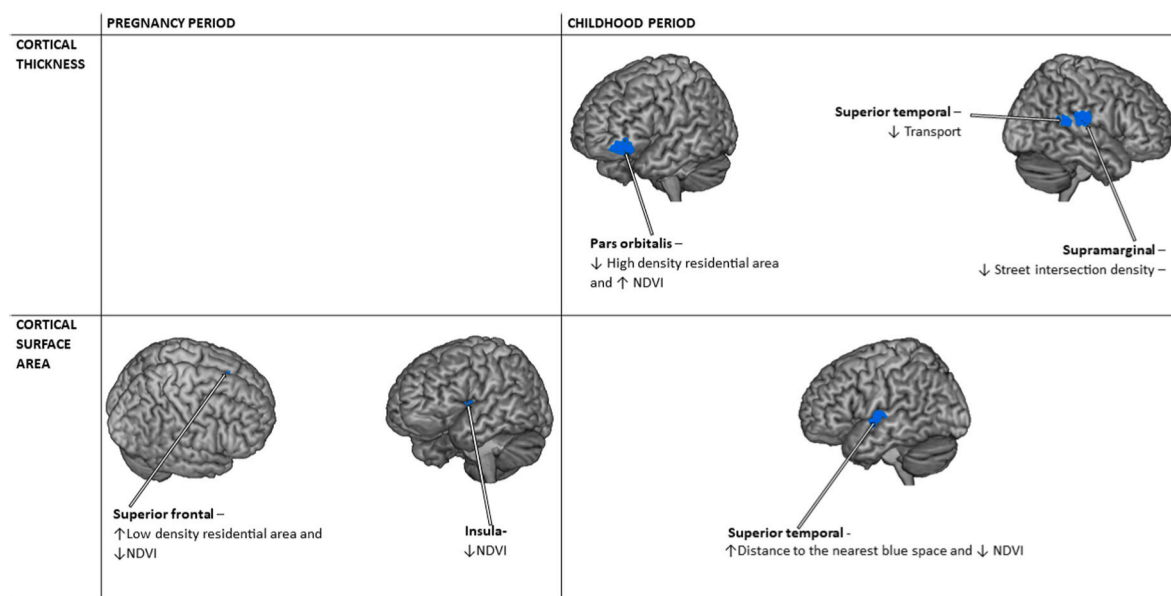 PREGNANCY PERIOD
CHILDHOOD PERIOD
CORTICAL
THICKNESS
Superior temporal –
↓ Transport
Pars orbitalis –
↓ High density residential area
and ↑ NDVI
Supramarginal –
↓ Street intersection density –
CORTICAL
SURFACE
AREA
Superior frontal –
↑Low density residential area and
↓NDVI
Insula-
↓NDVI
Superior temporal -
↑Distance to the nearest blue space and ↓ NDVI